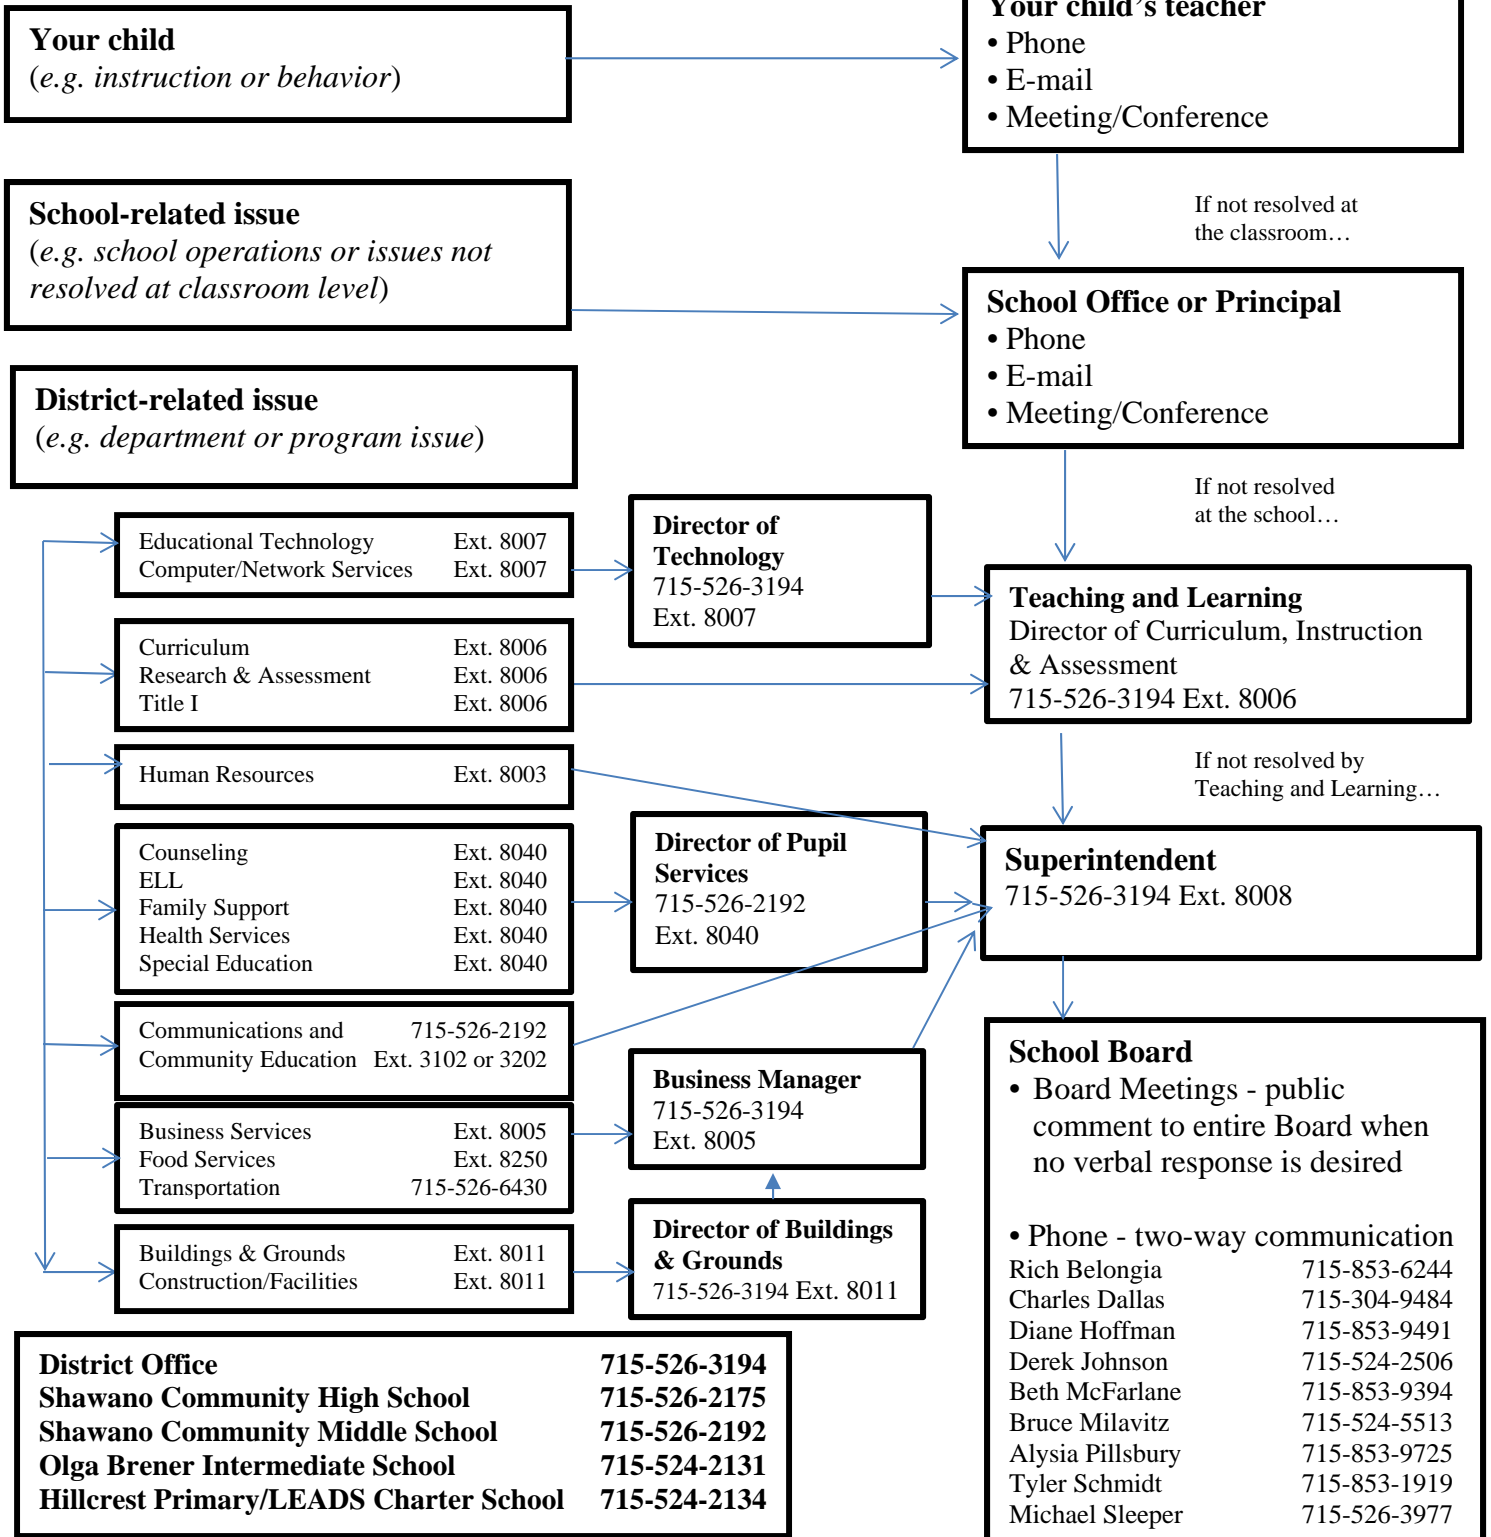 Your child
(e.g. instruction or behavior)
Your child's teacher
• Phone
• E-mail
• Meeting/Conference
If not resolved at
the classroom…
School-related issue
(e.g. school operations or issues not
resolved at classroom level)
School Office or Principal
• Phone
• E-mail
• Meeting/Conference
If not resolved
at the school…
District-related issue
(e.g. department or program issue)
Educational Technology Ext. 8007
Computer/Network Services Ext. 8007
Director of
Technology
715-526-3194
Ext. 8007
Teaching and Learning
Director of Curriculum, Instruction
& Assessment
715-526-3194 Ext. 8006
Curriculum Ext. 8006
Research & Assessment Ext. 8006
Title I Ext. 8006
If not resolved by
Teaching and Learning…
Human Resources Ext. 8003
Counseling Ext. 8040
ELL Ext. 8040
Family Support Ext. 8040
Health Services Ext. 8040
Special Education Ext. 8040
Director of Pupil
Services
715-526-2192
Ext. 8040
Superintendent
715-526-3194 Ext. 8008
Communications and 715-526-2192
Community Education Ext. 3102 or 3202
Business Services Ext. 8005
Food Services Ext. 8250
Transportation 715-526-6430
Business Manager
715-526-3194
Ext. 8005
Buildings & Grounds Ext. 8011
Construction/Facilities Ext. 8011
Director of Buildings
& Grounds
715-526-3194 Ext. 8011
School Board
• Board Meetings - public
comment to entire Board when
no verbal response is desired
• Phone - two-way communication
Rich Belongia 715-853-6244
Charles Dallas 715-304-9484
Diane Hoffman 715-853-9491
Derek Johnson 715-524-2506
Beth McFarlane 715-853-9394
Bruce Milavitz 715-524-5513
Alysia Pillsbury 715-853-9725
Tyler Schmidt 715-853-1919
Michael Sleeper 715-526-3977
District Office 715-526-3194
Shawano Community High School 715-526-2175
Shawano Community Middle School 715-526-2192
Olga Brener Intermediate School 715-524-2131
Hillcrest Primary/LEADS Charter School 715-524-2134